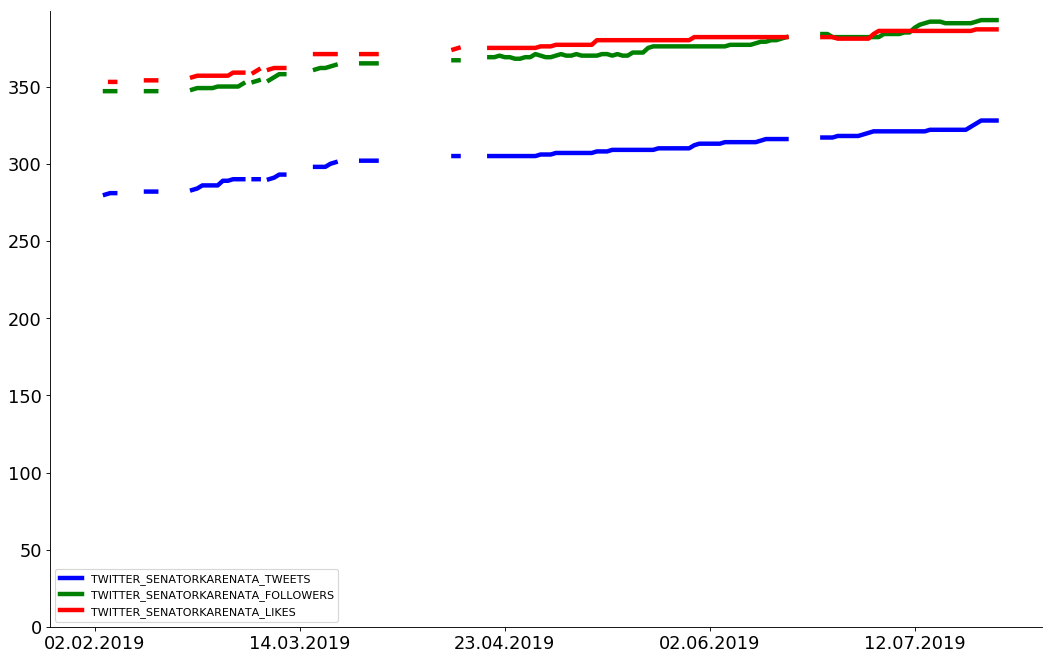 350
300
250
200
150
100
50
0
TWITTER_SENATORKARENATA_TWEETS
TWITTER_SENATORKARENATA_FOLLOWERS
TWITTER_SENATORKARENATA_LIKES
02.02.2019 14.03.2019 23.04.2019 02.06.2019 12.07.2019